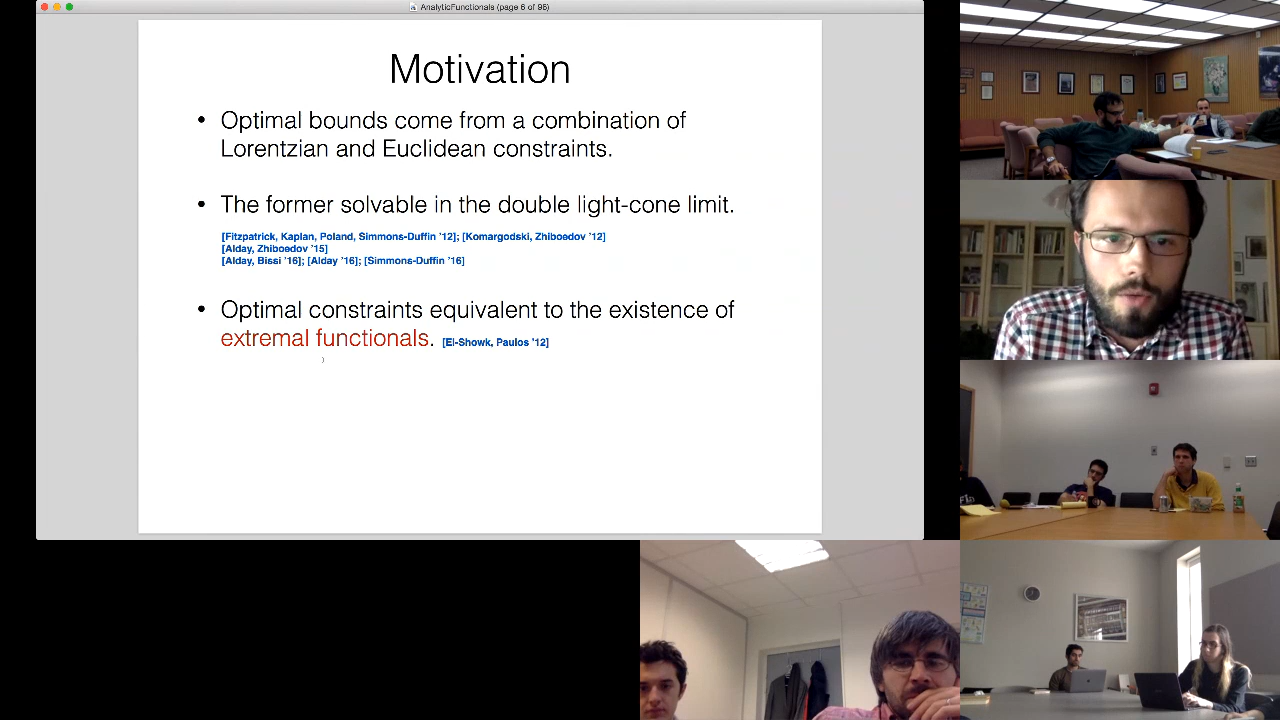 AnalyticFunctionals (page 6 of 96)
Motivation
• Optimal bounds come from a combination of
Lorentzian and Euclidean constraints.
• The former solvable in the double light-cone limit.
[Fitzpatrick, Kaplan, Poland, Simmons-Duffin '12]; [Komargodski, Zhiboedov '12]
[Alday, Zhiboedov '15]
[Alday, Bissi '16]; [Alday '16]; [Simmons-Duffin '16]
• Optimal constraints equivalent to the existence of
extremal functionals. [El-Showk, Paulos '12]